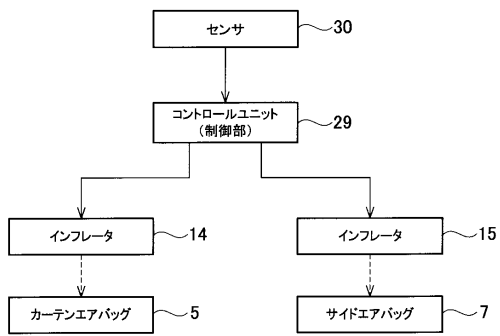 センサ
30
コントロールユニット
(制御部)
29
インフレータ
14
インフレータ
15
カーテンエアバッグ
5
サイドエアバッグ
7